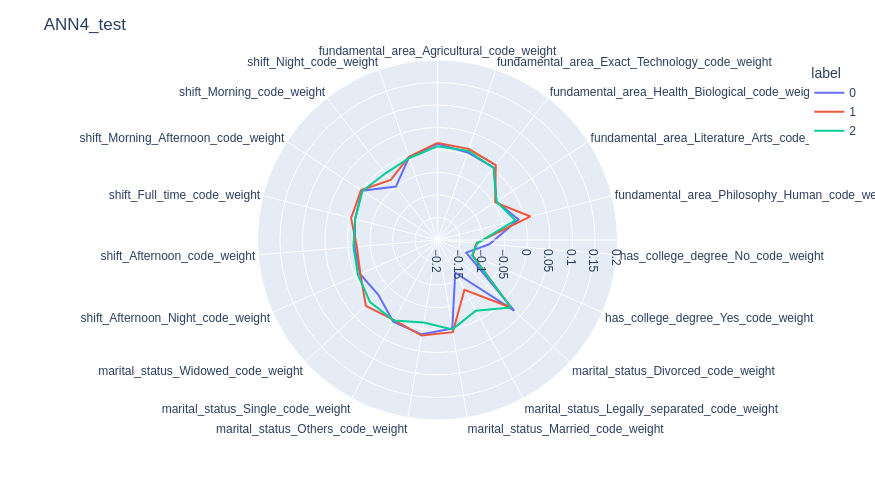 ANN4_test
fundamental_area_Agricultural_code_weight
fundamental_area_Exact_Technology_code_weight
fundamental_area_Health_Biological_code_weig
fundamental_area_Literature_Arts_code_
fundamental_area_Philosophy_Human_code_we
has_college_degree_No_code_weight
has_college_degree_Yes_code_weight
marital_status_Divorced_code_weight
marital_status_Legally_separated_code_weight
marital_status_Married_code_weight
marital_status_Others_code_weight
marital_status_Single_code_weight
marital_status_Widowed_code_weight
shift_Afternoon_Night_code_weight
shift_Afternoon_code_weight
shift_Full_time_code_weight
shift_Morning_Afternoon_code_weight
shift_Morning_code_weight
shift_Night_code_weight
−0.2
−0.15
−0.1
−0.05
0
0.05
0.1
0.15
0.2
label
0
1
2